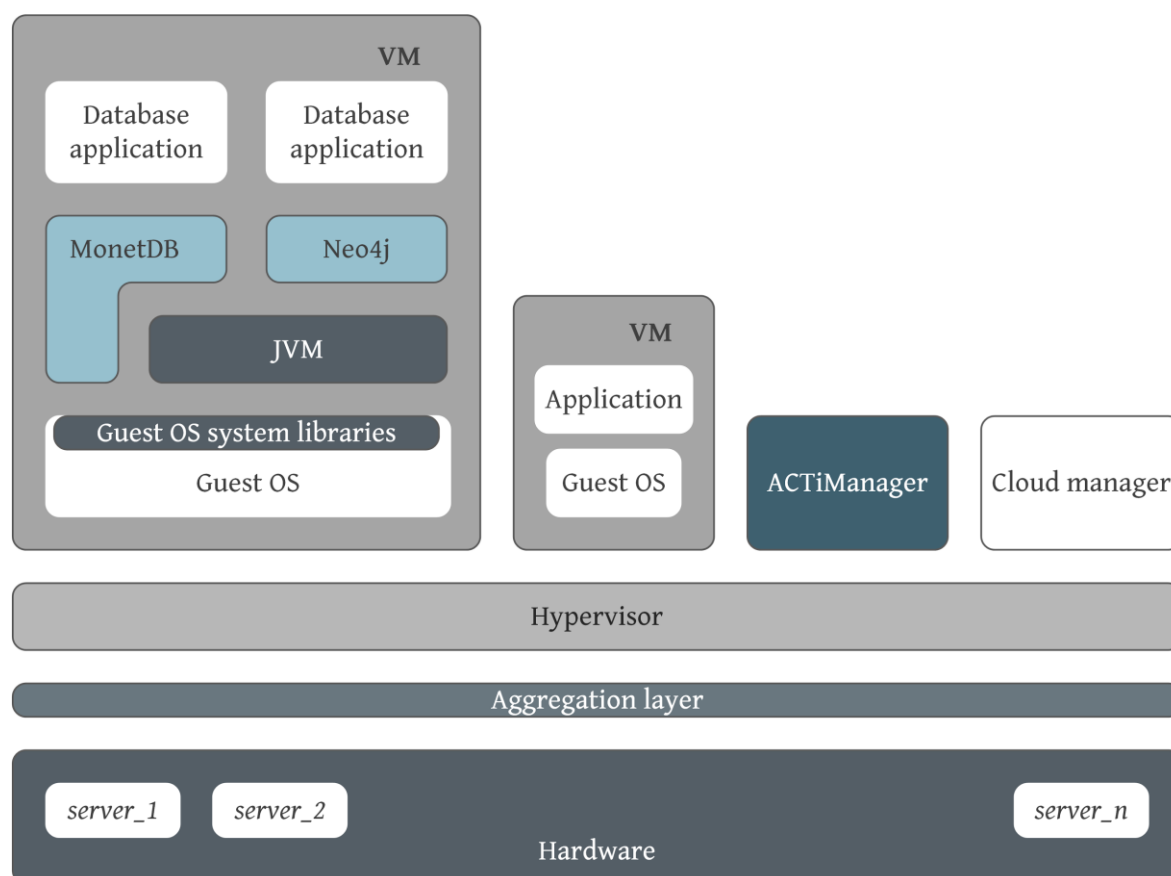 VM
Database
application
Database
application
MonetDB
Neo4j
JVM
Guest OS system libraries
Guest OS
VM
Application
Guest OS
ACTiManager
Cloud manager
Hypervisor
Aggregation layer
server_1
server_2
server_n
Hardware